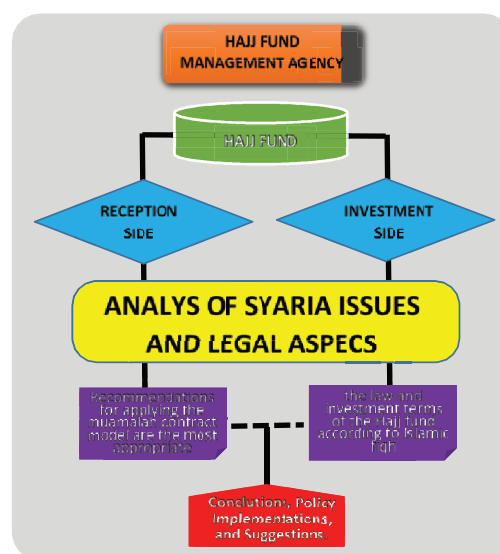 HAJJ FUND
MANAGEMENT AGENCY
HAJJ FUND
RECEPTION
SIDE
INVESTMENT
SIDE
ANALYS OF SYARIA ISSUES
AND LEGAL ASPECS
Recommendations
for applying the
muamalah contract
model are the most
appropriate
the law and
investment terms
of the Hajj fund
according to Islamic
fiqh
Conclutions, Policy
Implementations,
and Suggestions.